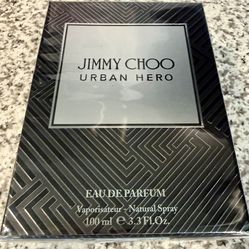 JIMMY CHOO
URBAN HERO
EAU DE PARFUM
Vaporisateur - Natural Spray
100 ml ℮ 3.3 Fl.Oz.